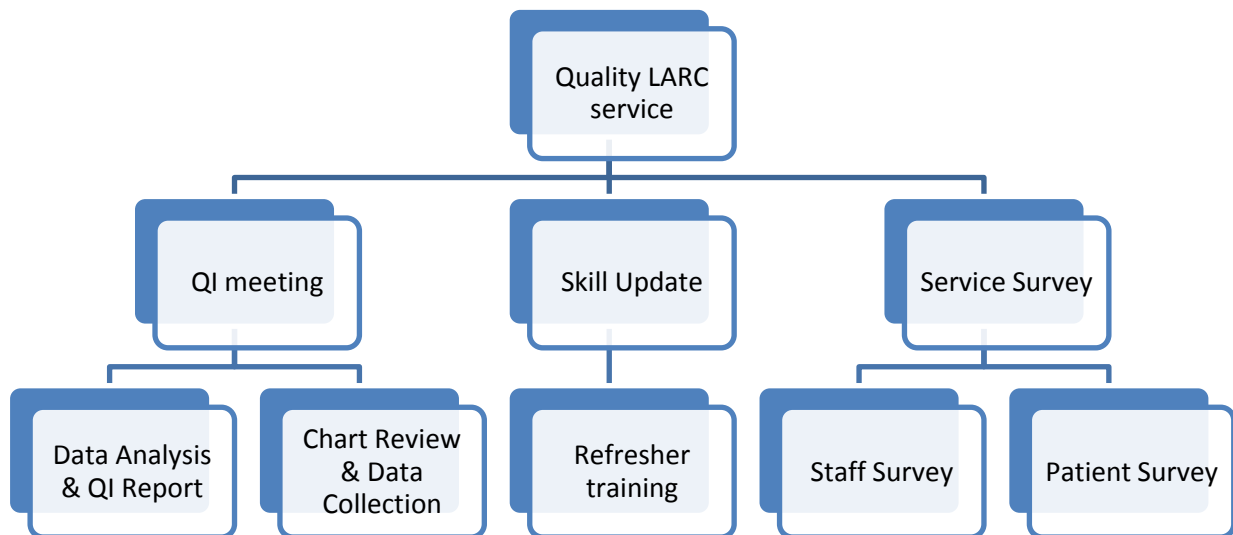 Quality LARC
service
QI meeting
Skill Update
Service Survey
Data Analysis
& QI Report
Chart Review
& Data
Collection
Refresher
training
Staff Survey
Patient Survey